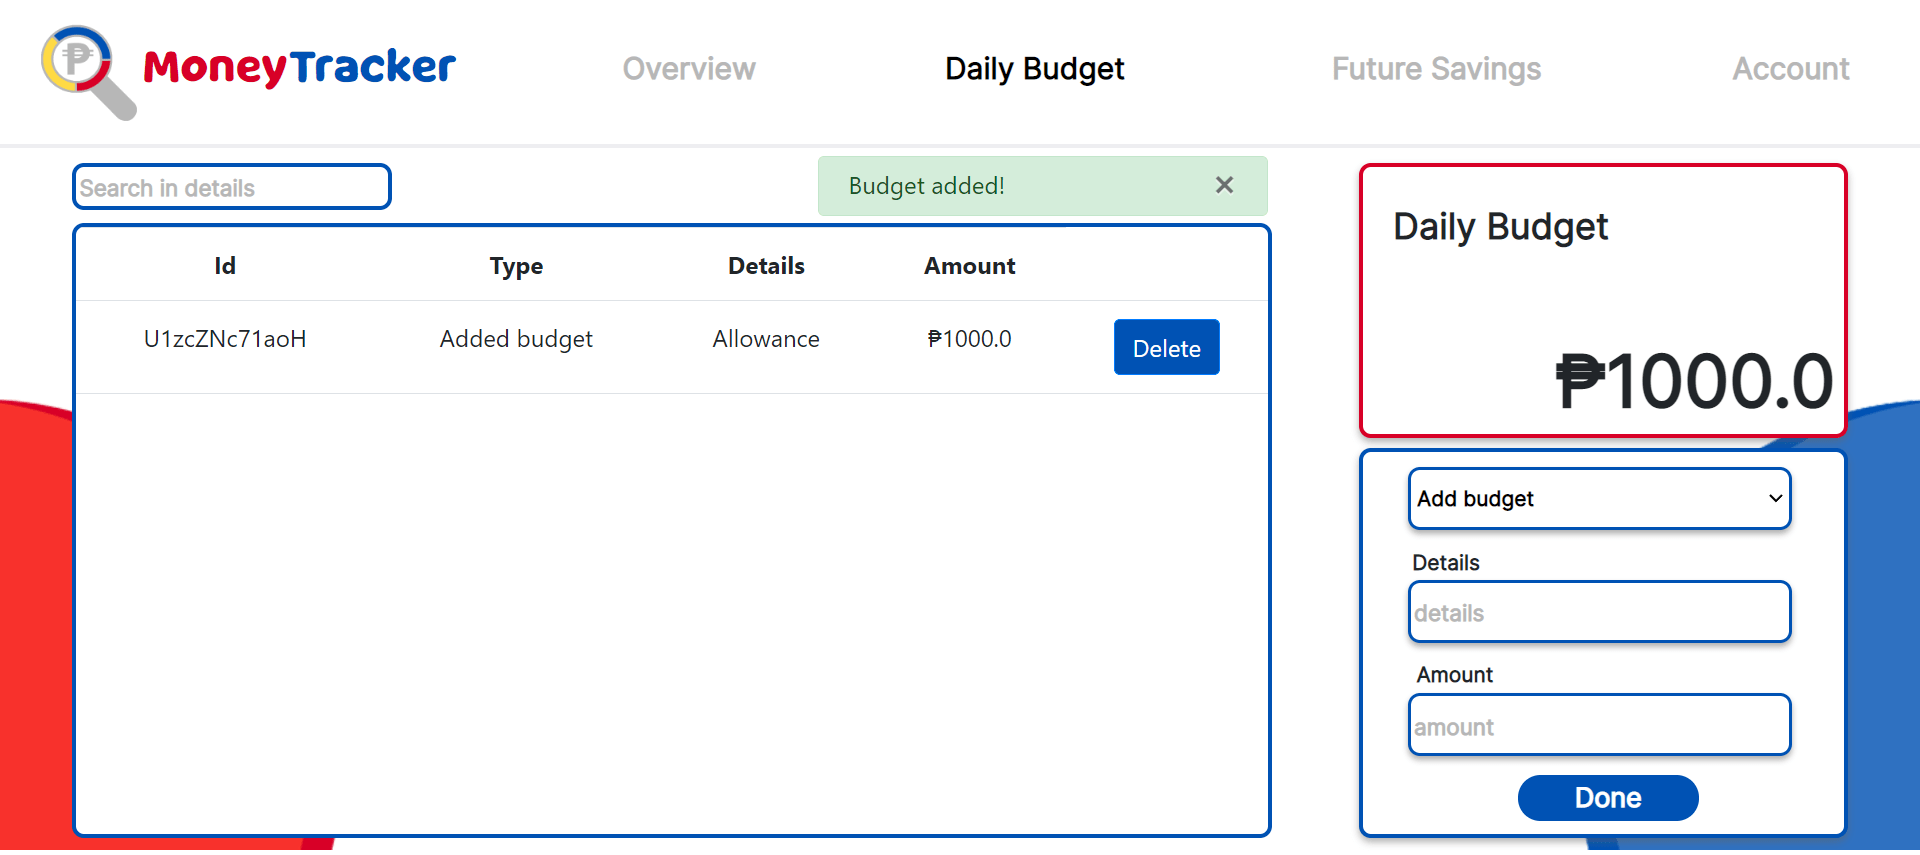 ₱
MoneyTracker
Overview
Daily Budget
Future Savings
Account
Search in details
Budget added! ×
Id Type Details Amount
U1zcZNc71aoH Added budget Allowance ₱1000.0 Delete
Daily Budget
₱1000.0
Add budget
Details
details
Amount
amount
Done